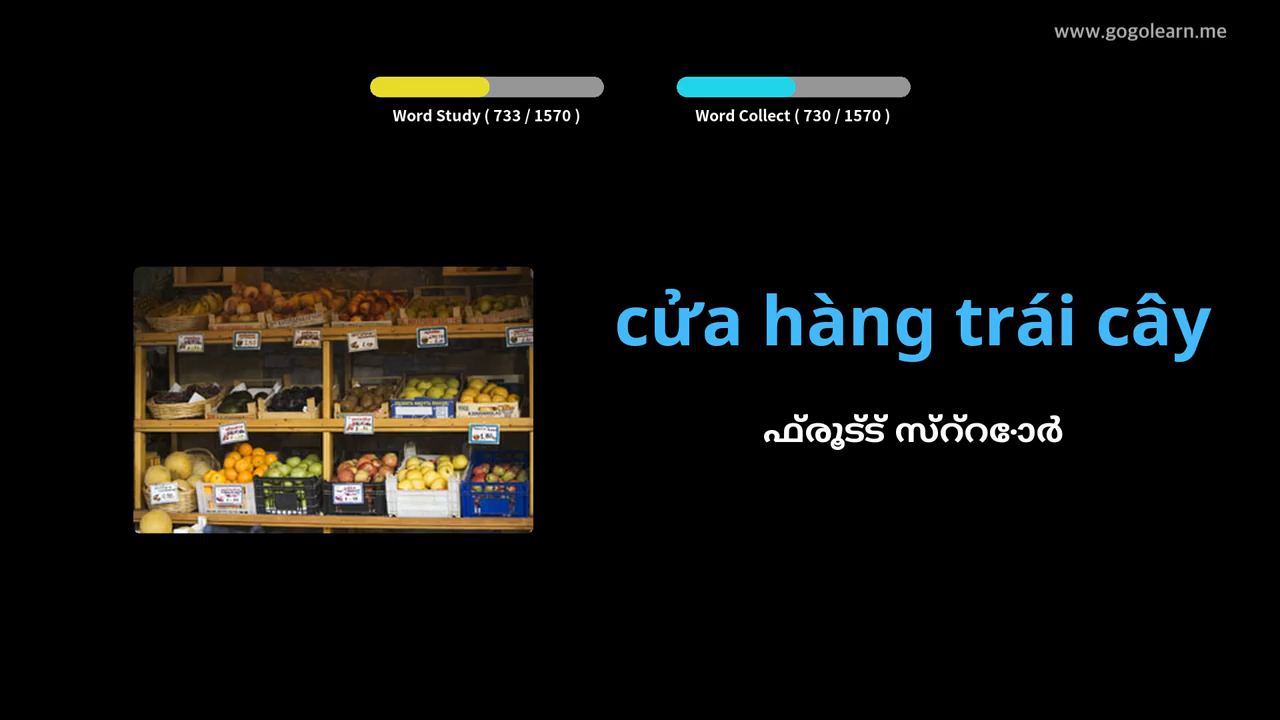 www.gogolearn.me
Word Study ( 733 / 1570 )
Word Collect ( 730 / 1570 )
cửa hàng trái cây
ഫ്രൂട്ട് സ്റ്റോർ